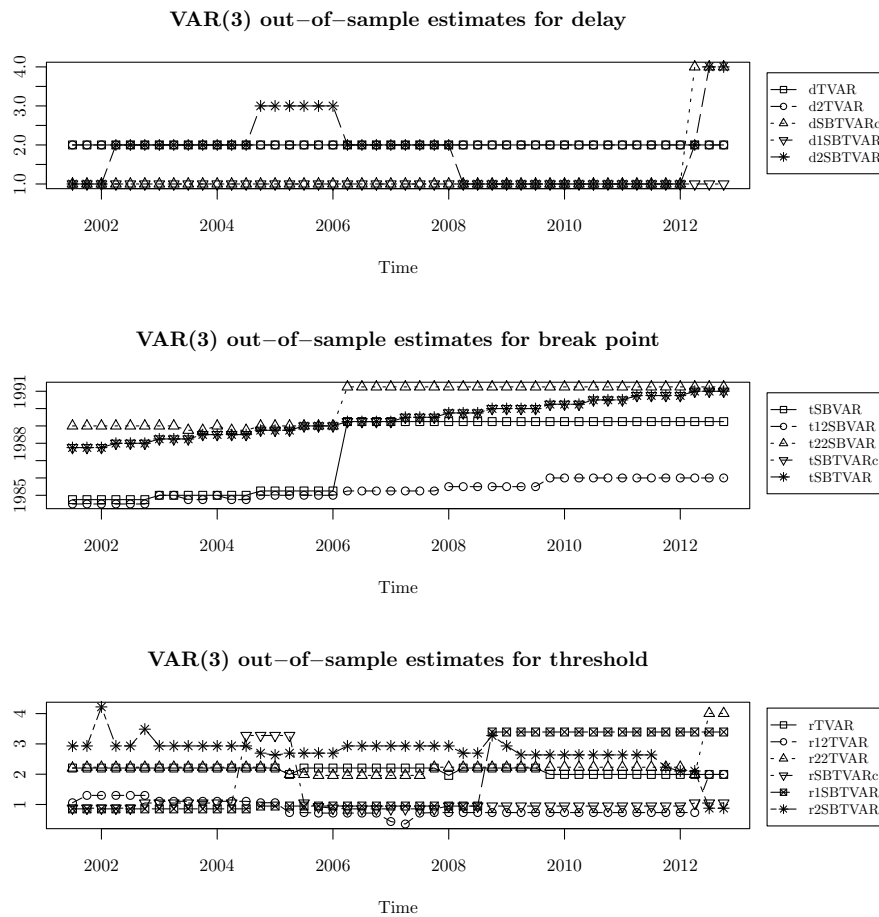 VAR(3) out−of−sample estimates for delay
1.0 2.0 3.0 4.0
2002 2004 2006 2008 2010 2012
Time
dTVAR
d2TVAR
dSBTVARc
d1SBTVAR
d2SBTVAR
VAR(3) out−of−sample estimates for break point
1985 1988 1991
2002 2004 2006 2008 2010 2012
Time
tSBVAR
t12SBVAR
t22SBVAR
tSBTVARc
tSBTVAR
VAR(3) out−of−sample estimates for threshold
1 2 3 4
2002 2004 2006 2008 2010 2012
Time
rTVAR
r12TVAR
r22TVAR
rSBTVARc
r1SBTVAR
r2SBTVAR